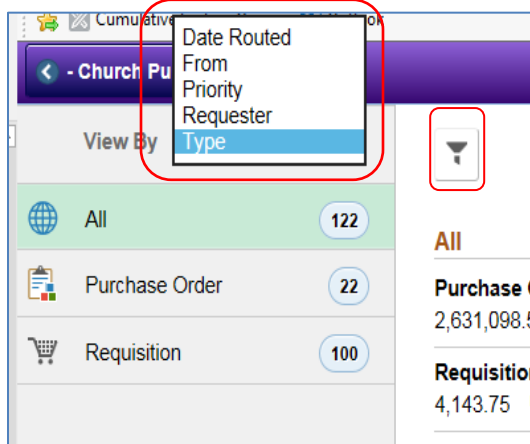 Cumulative
Date Routed
From
Priority
Requester
Type
- Church Pu
View By
All
122
Purchase Order
22
Requisition
100
All
Purchase
2,631,098.5
Requisition
4,143.75